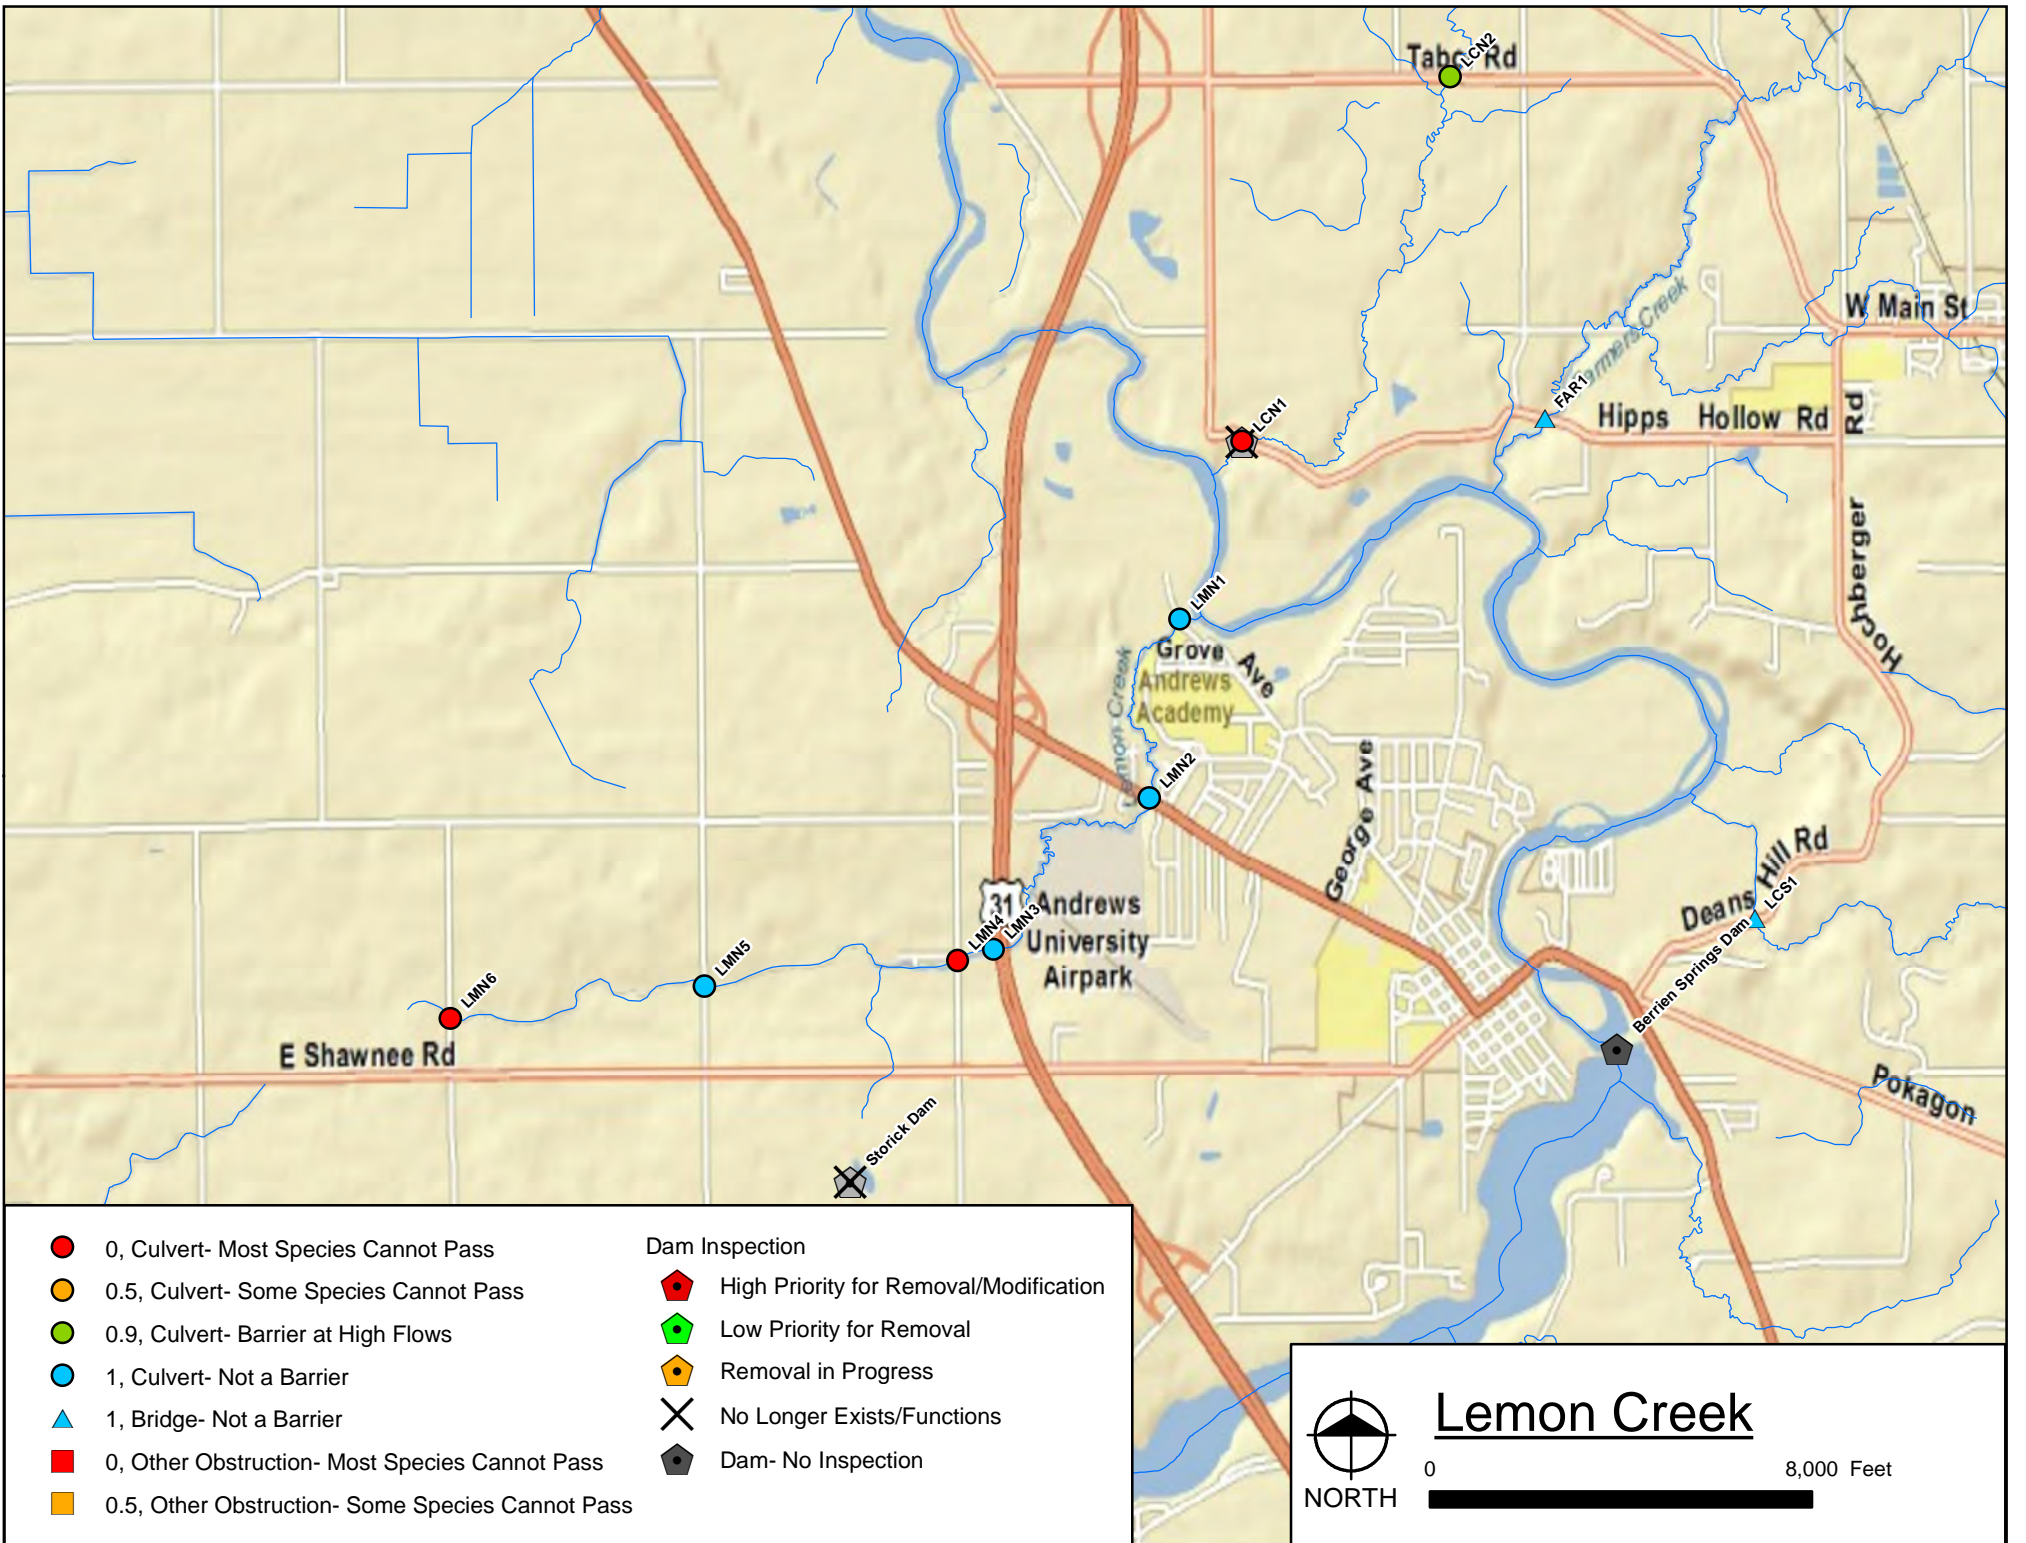 Tabor Rd
LCN2
W Main St
Farmers Creek
FAR1
Hipps Hollow Rd
Rd
Hochberger
LCN1
LMN1
Grove Ave
Andrews
Academy
Lemon Creek
LMN2
George Ave
31
Andrews
University
Airpark
LMN4
LMN3
LMN5
LMN6
E Shawnee Rd
Deans Hill Rd
LCS1
Berrien Springs Dam
Pokagon
Storick Dam
0, Culvert- Most Species Cannot Pass
0.5, Culvert- Some Species Cannot Pass
0.9, Culvert- Barrier at High Flows
1, Culvert- Not a Barrier
1, Bridge- Not a Barrier
0, Other Obstruction- Most Species Cannot Pass
0.5, Other Obstruction- Some Species Cannot Pass
Dam Inspection
High Priority for Removal/Modification
Low Priority for Removal
Removal in Progress
No Longer Exists/Functions
Dam- No Inspection
NORTH
Lemon Creek
0 8,000 Feet